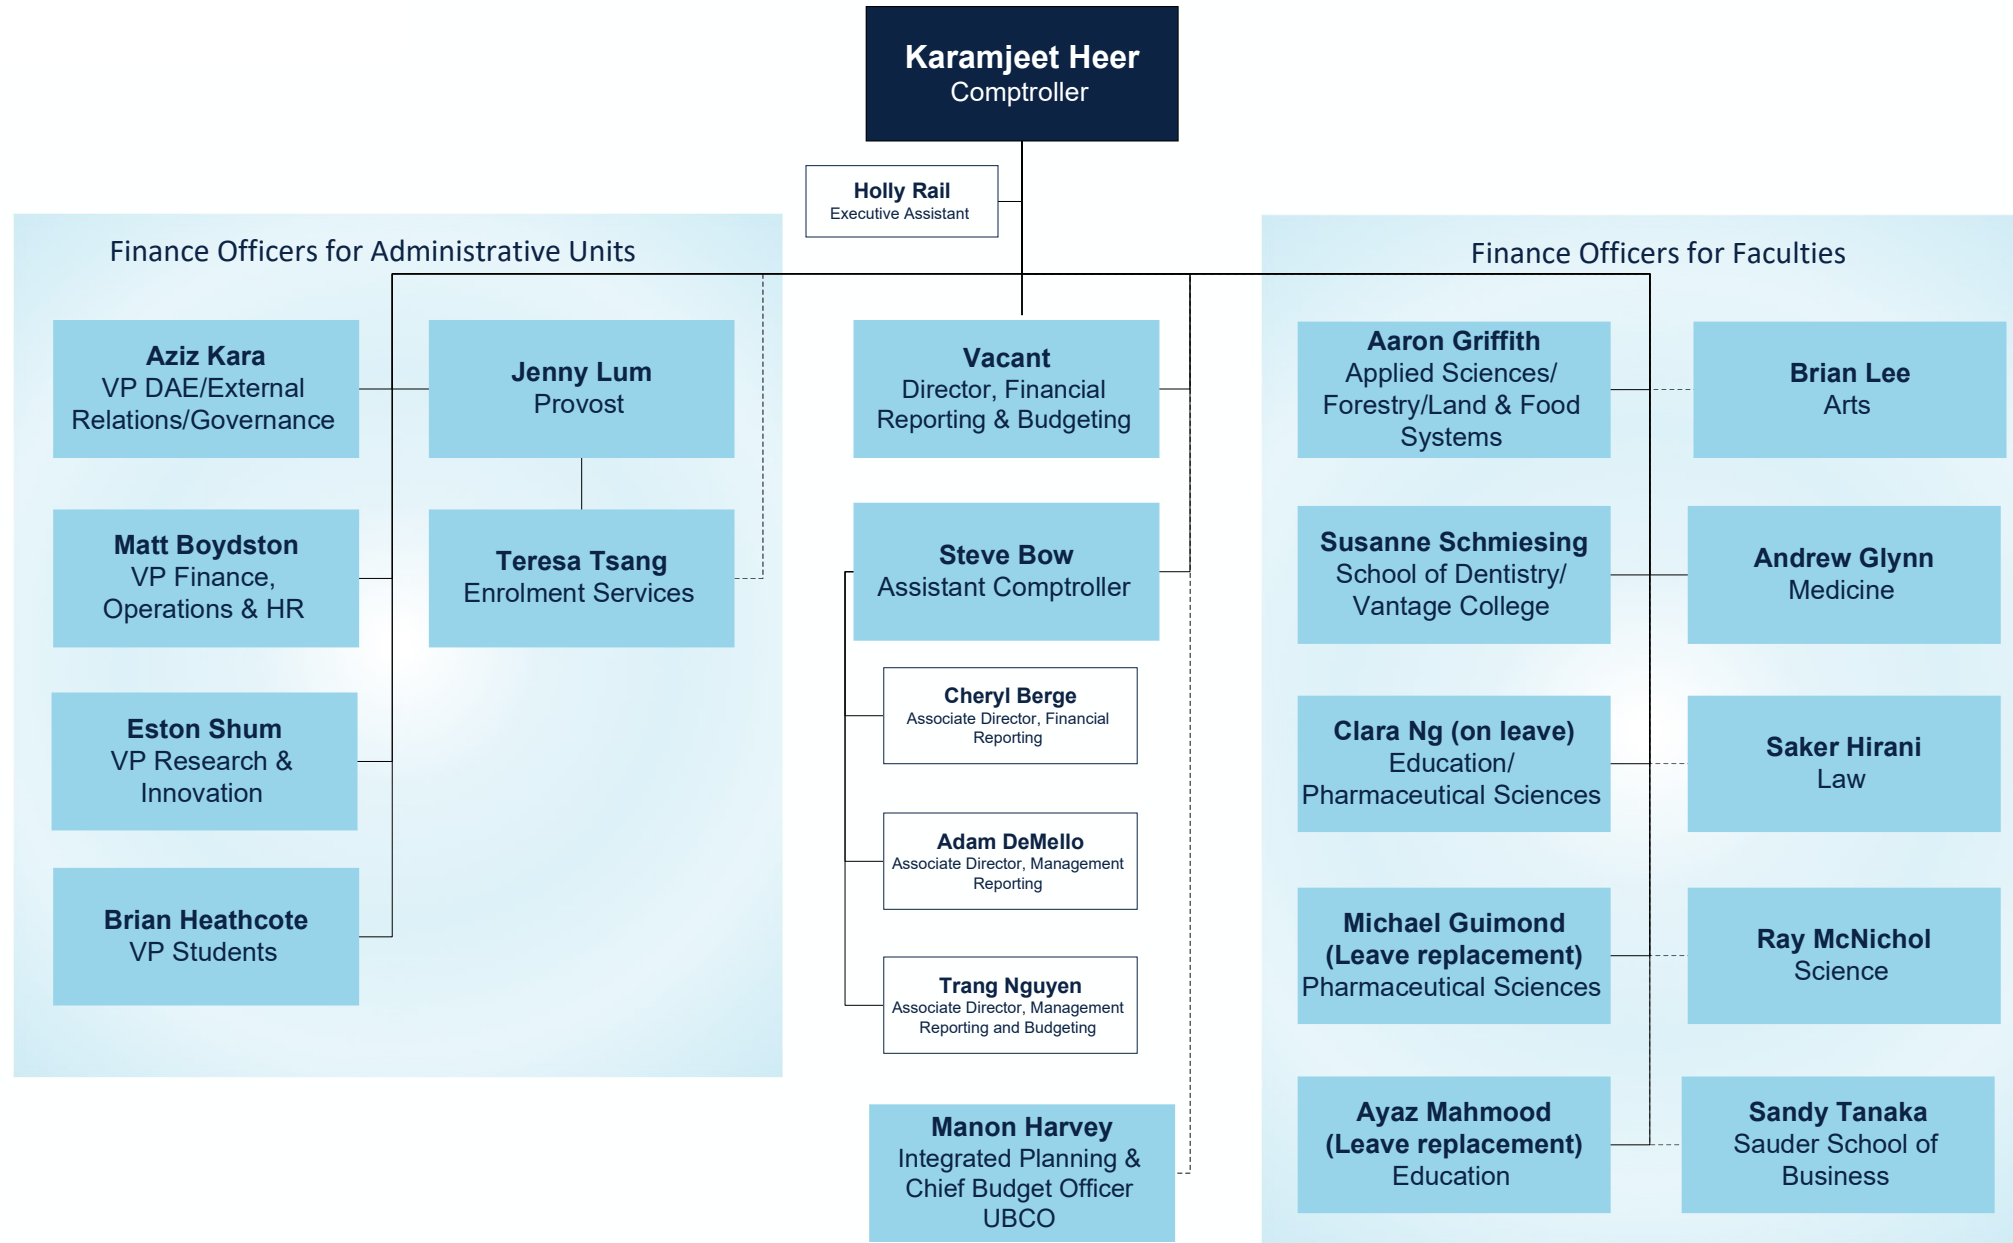 Karamjeet Heer
Comptroller
Holly Rail
Executive Assistant
Finance Officers for Administrative Units
Aziz Kara
VP DAE/External
Relations/Governance
Jenny Lum
Provost
Matt Boydston
VP Finance,
Operations & HR
Teresa Tsang
Enrolment Services
Eston Shum
VP Research &
Innovation
Brian Heathcote
VP Students
Vacant
Director, Financial
Reporting & Budgeting
Steve Bow
Assistant Comptroller
Cheryl Berge
Associate Director, Financial
Reporting
Adam DeMello
Associate Director, Management
Reporting
Trang Nguyen
Associate Director, Management
Reporting and Budgeting
Manon Harvey
Integrated Planning &
Chief Budget Officer
UBCO
Finance Officers for Faculties
Aaron Griffith
Applied Sciences/
Forestry/Land & Food
Systems
Brian Lee
Arts
Susanne Schmiesing
School of Dentistry/
Vantage College
Andrew Glynn
Medicine
Clara Ng (on leave)
Education/
Pharmaceutical Sciences
Saker Hirani
Law
Michael Guimond
(Leave replacement)
Pharmaceutical Sciences
Ray McNichol
Science
Ayaz Mahmood
(Leave replacement)
Education
Sandy Tanaka
Sauder School of
Business